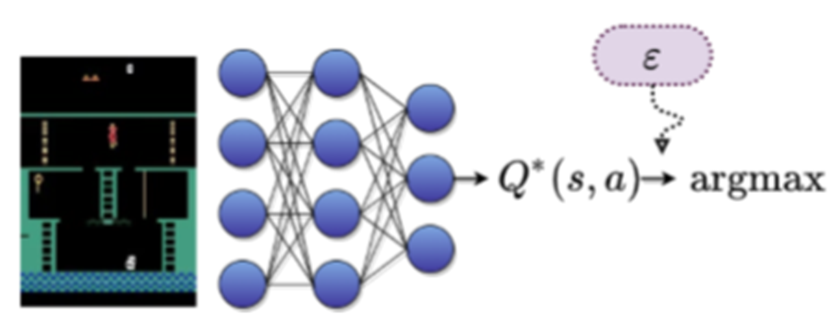 ε
Q*(s, a) → argmax